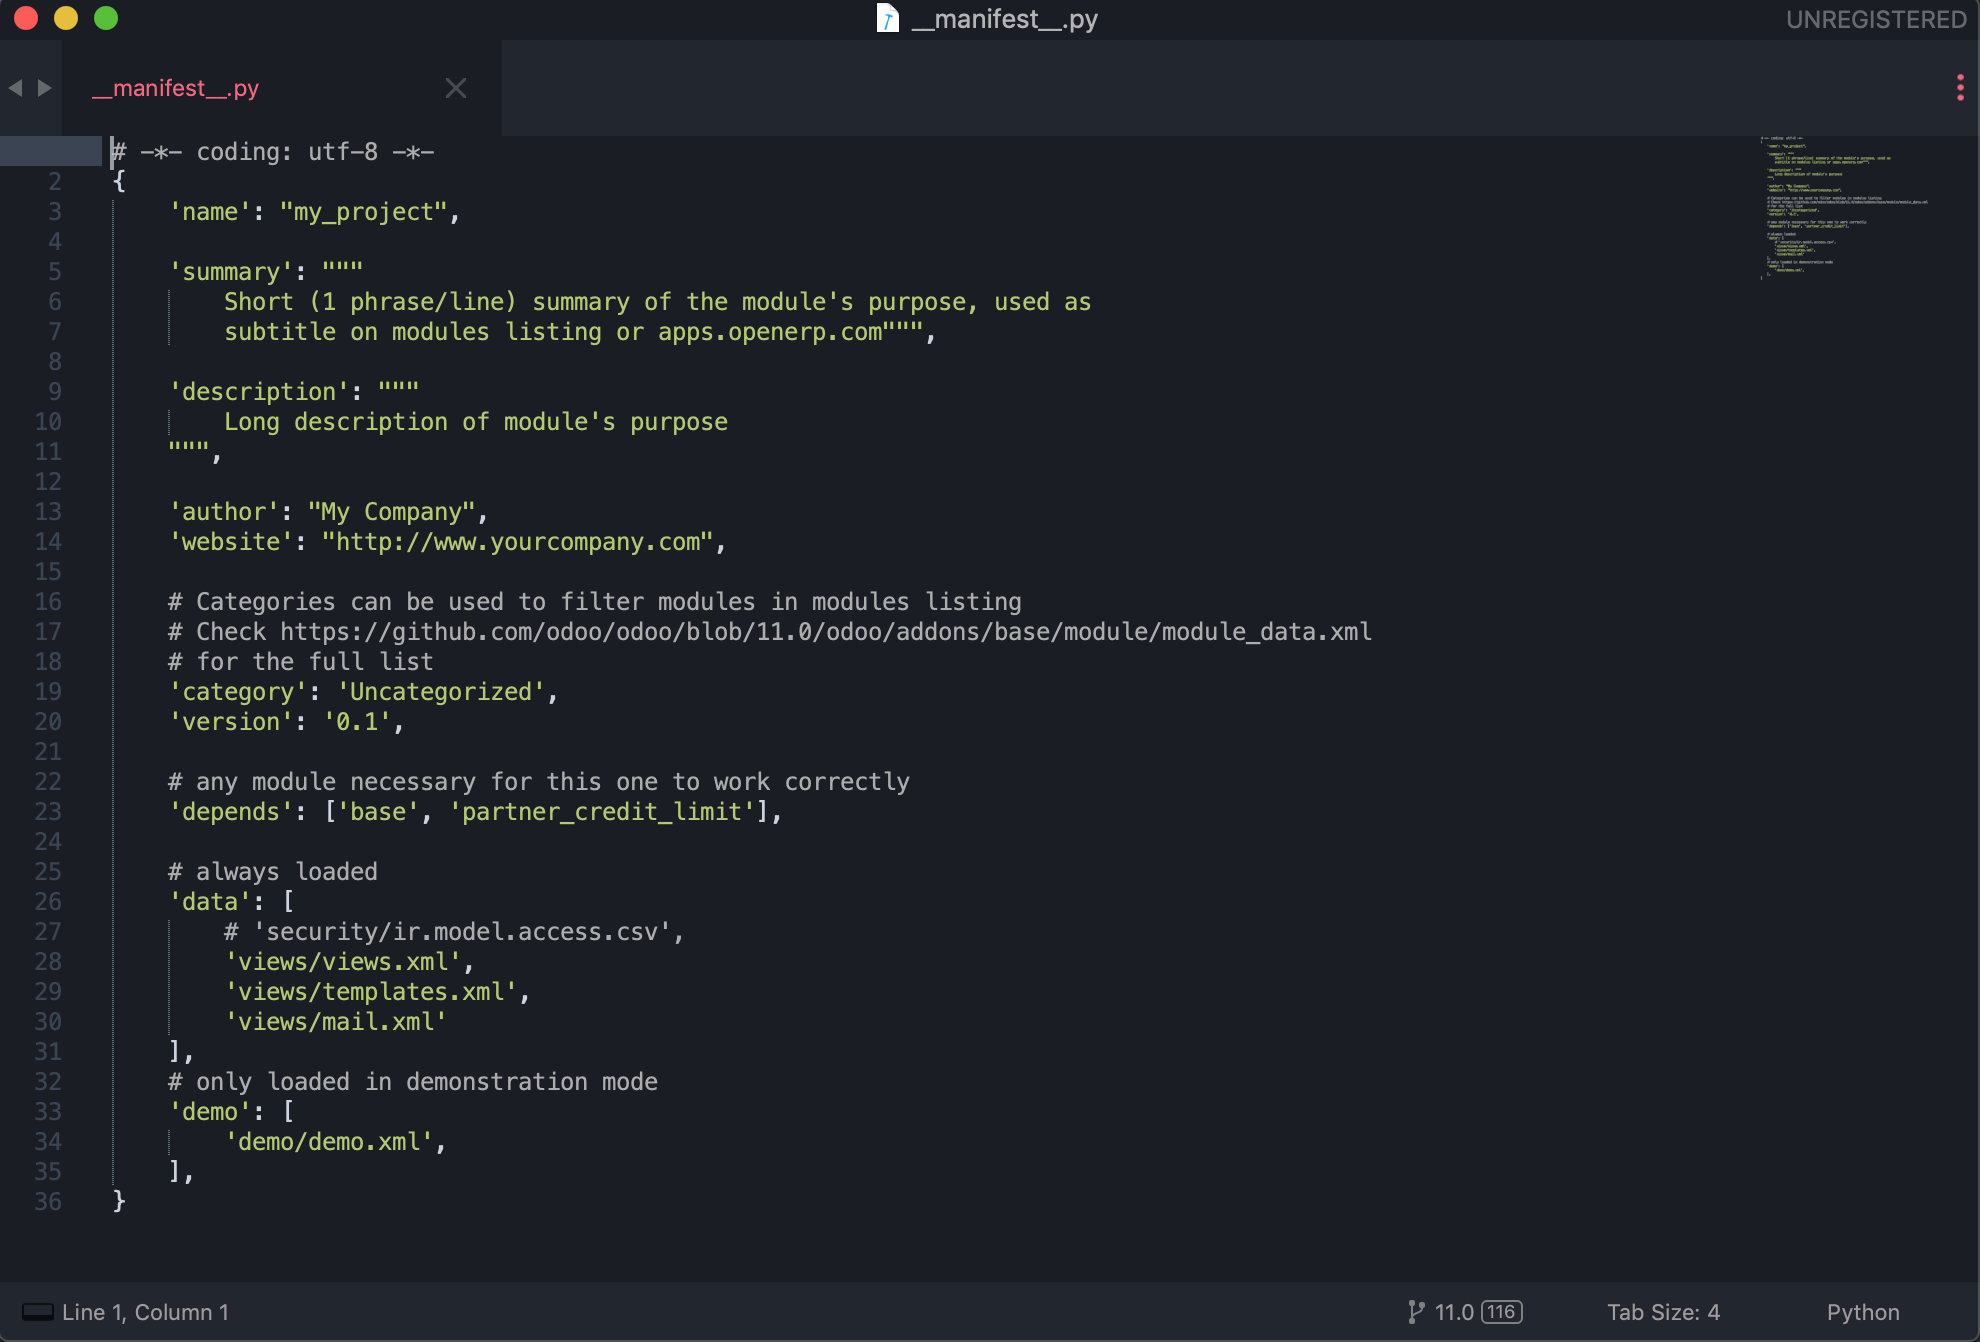 __manifest__.py
UNREGISTERED
__manifest__.py
# -*- coding: utf-8 -*-
2 {
3 'name': "my_project",
4
5 'summary': """
6 Short (1 phrase/line) summary of the module's purpose, used as
7 subtitle on modules listing or apps.openerp.com""",
8
9 'description': """
10 Long description of module's purpose
11 """,
12
13 'author': "My Company",
14 'website': "http://www.yourcompany.com",
15
16 # Categories can be used to filter modules in modules listing
17 # Check https://github.com/odoo/odoo/blob/11.0/odoo/addons/base/module/module_data.xml
18 # for the full list
19 'category': 'Uncategorized',
20 'version': '0.1',
21
22 # any module necessary for this one to work correctly
23 'depends': ['base', 'partner_credit_limit'],
24
25 # always loaded
26 'data': [
27 # 'security/ir.model.access.csv',
28 'views/views.xml',
29 'views/templates.xml',
30 'views/mail.xml'
31 ],
32 # only loaded in demonstration mode
33 'demo': [
34 'demo/demo.xml',
35 ],
36 }
Line 1, Column 1
11.0 116
Tab Size: 4
Python